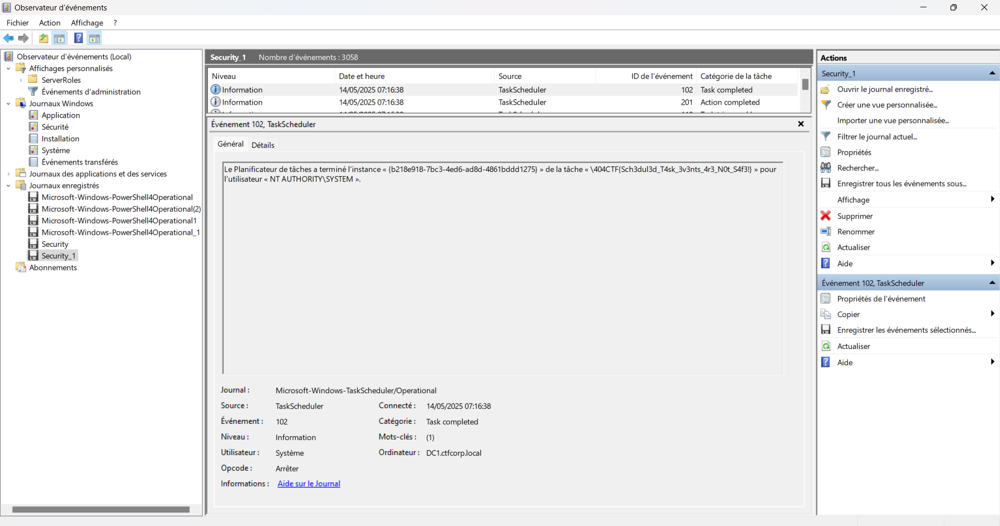 Observateur d'événements
Fichier Action Affichage ?
Observateur d'événements (Local)
Affichages personnalisés
ServerRoles
Événements d'administration
Journaux Windows
Application
Sécurité
Installation
Système
Événements transférés
Journaux des applications et des services
Journaux enregistrés
Microsoft-Windows-PowerShell4Operational
Microsoft-Windows-PowerShell4Operational(2)
Microsoft-Windows-PowerShell4Operational1
Microsoft-Windows-PowerShell4Operational_1
Security
Security_1
Abonnements
Security_1 Nombre d'événements : 3058
Niveau Date et heure Source ID de l'événement Catégorie de la tâche
Information 14/05/2025 07:16:38 TaskScheduler 102 Task completed
Information 14/05/2025 07:16:38 TaskScheduler 201 Action completed
Événement 102, TaskScheduler
Général Détails
Le Planificateur de tâches a terminé l'instance « {b218e918-7bc3-4ed6-ad8d-4861bddd1275} » de la tâche « \404CTF{Sch3dul3d_T4sk_3v3nts_4r3_N0t_S4f3!} » pour
l'utilisateur « NT AUTHORITY\SYSTEM ».
Journal : Microsoft-Windows-TaskScheduler/Operational
Source : TaskScheduler Connecté : 14/05/2025 07:16:38
Événement : 102 Catégorie : Task completed
Niveau : Information Mots-clés : (1)
Utilisateur : Système Ordinateur : DC1.ctfcorp.local
Opcode : Arrêter
Informations : Aide sur le Journal
Actions
Security_1
Ouvrir le journal enregistré...
Créer une vue personnalisée...
Importer une vue personnalisée...
Filtrer le journal actuel...
Propriétés
Rechercher...
Enregistrer tous les événements sous...
Affichage
Supprimer
Renommer
Actualiser
Aide
Événement 102, TaskScheduler
Propriétés de l'événement
Copier
Enregistrer les événements sélectionnés...
Actualiser
Aide